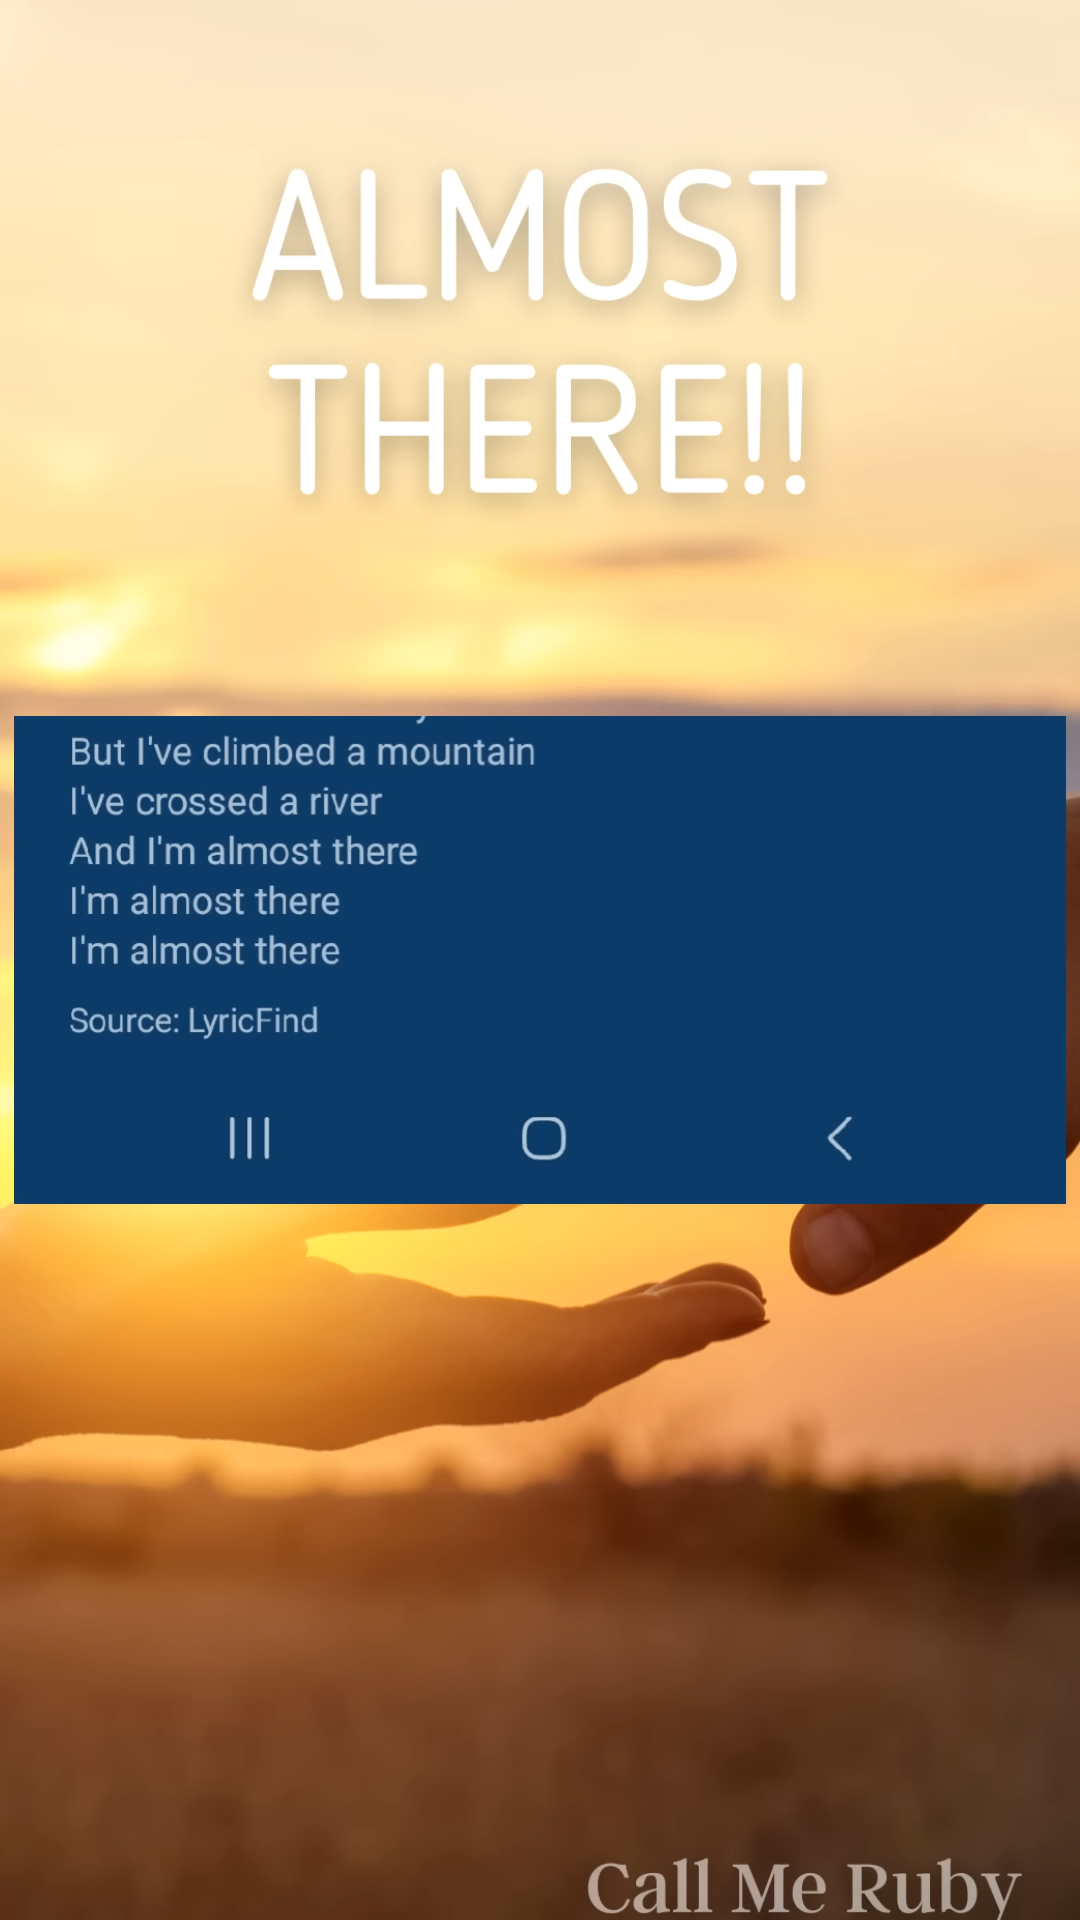 ALMOST
THERE!!
But I've climbed a mountain
I've crossed a river
And I'm almost there
I'm almost there
I'm almost there
Source: LyricFind
Call Me Ruby